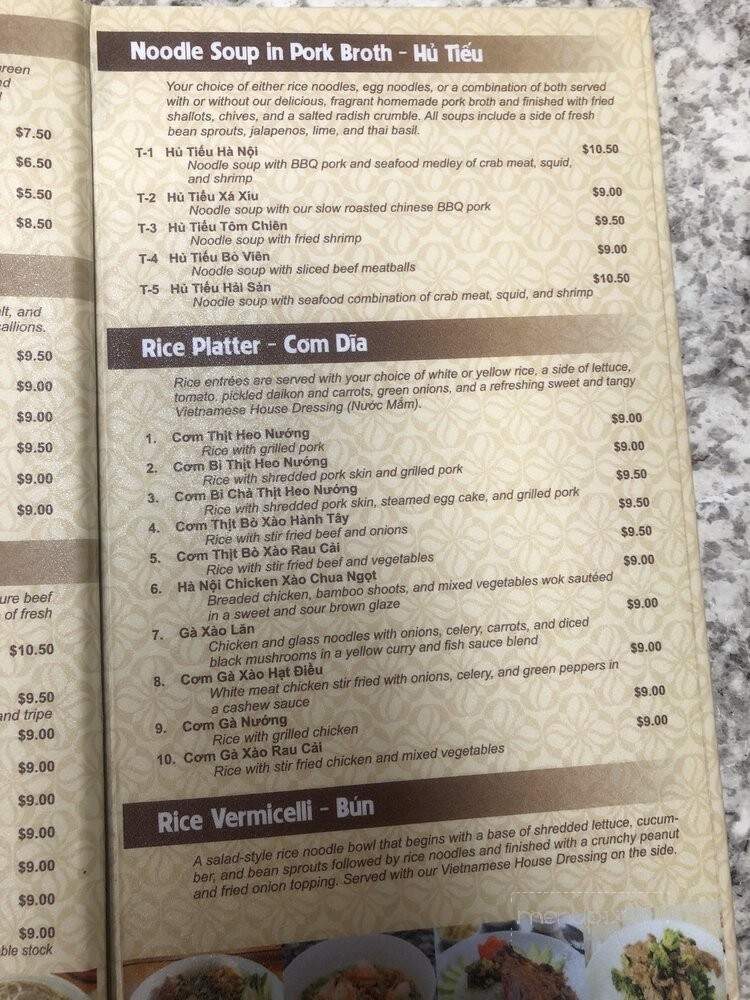 reen
d
$7.50
$6.50
$5.50
$8.50
lt, and
callions.
$9.50
$9.00
$9.00
$9.50
$9.00
$9.00
ure beef
of fresh
$10.50
$9.50
and tripe
$9.00
$9.00
$9.00
$9.00
$9.00
$9.00
$9.00
ble stock
Noodle Soup in Pork Broth - Hủ Tiếu
Your choice of either rice noodles, egg noodles, or a combination of both served
with or without our delicious, fragrant homemade pork broth and finished with fried
shallots, chives, and a salted radish crumble. All soups include a side of fresh
bean sprouts, jalapenos, lime, and thai basil.
T-1 Hủ Tiếu Hà Nội $10.50
Noodle soup with BBQ pork and seafood medley of crab meat, squid,
and shrimp
T-2 Hủ Tiếu Xá Xíu $9.00
Noodle soup with our slow roasted chinese BBQ pork
T-3 Hủ Tiếu Tôm Chiên $9.50
Noodle soup with fried shrimp
T-4 Hủ Tiếu Bò Viên $9.00
Noodle soup with sliced beef meatballs
T-5 Hủ Tiếu Hải Sản $10.50
Noodle soup with seafood combination of crab meat, squid, and shrimp
Rice Platter - Cơm Dĩa
Rice entrées are served with your choice of white or yellow rice, a side of lettuce,
tomato, pickled daikon and carrots, green onions, and a refreshing sweet and tangy
Vietnamese House Dressing (Nước Mắm).
1. Cơm Thịt Heo Nướng $9.00
Rice with grilled pork
2. Cơm Bì Thịt Heo Nướng $9.00
Rice with shredded pork skin and grilled pork
3. Cơm Bì Chả Thịt Heo Nướng $9.50
Rice with shredded pork skin, steamed egg cake, and grilled pork
4. Cơm Thịt Bò Xào Hành Tây $9.50
Rice with stir fried beef and onions
5. Cơm Thịt Bò Xào Rau Cải $9.50
Rice with stir fried beef and vegetables
6. Hà Nội Chicken Xào Chua Ngọt $9.00
Breaded chicken, bamboo shoots, and mixed vegetables wok sautéed
in a sweet and sour brown glaze
7. Gà Xào Lăn $9.00
Chicken and glass noodles with onions, celery, carrots, and diced
black mushrooms in a yellow curry and fish sauce blend
8. Cơm Gà Xào Hạt Điều $9.00
White meat chicken stir fried with onions, celery, and green peppers in
a cashew sauce
9. Cơm Gà Nướng $9.00
Rice with grilled chicken
10. Cơm Gà Xào Rau Cải $9.00
Rice with stir fried chicken and mixed vegetables
Rice Vermicelli - Bún
A salad-style rice noodle bowl that begins with a base of shredded lettuce, cucum-
ber, and bean sprouts followed by rice noodles and finished with a crunchy peanut
and fried onion topping. Served with our Vietnamese House Dressing on the side.